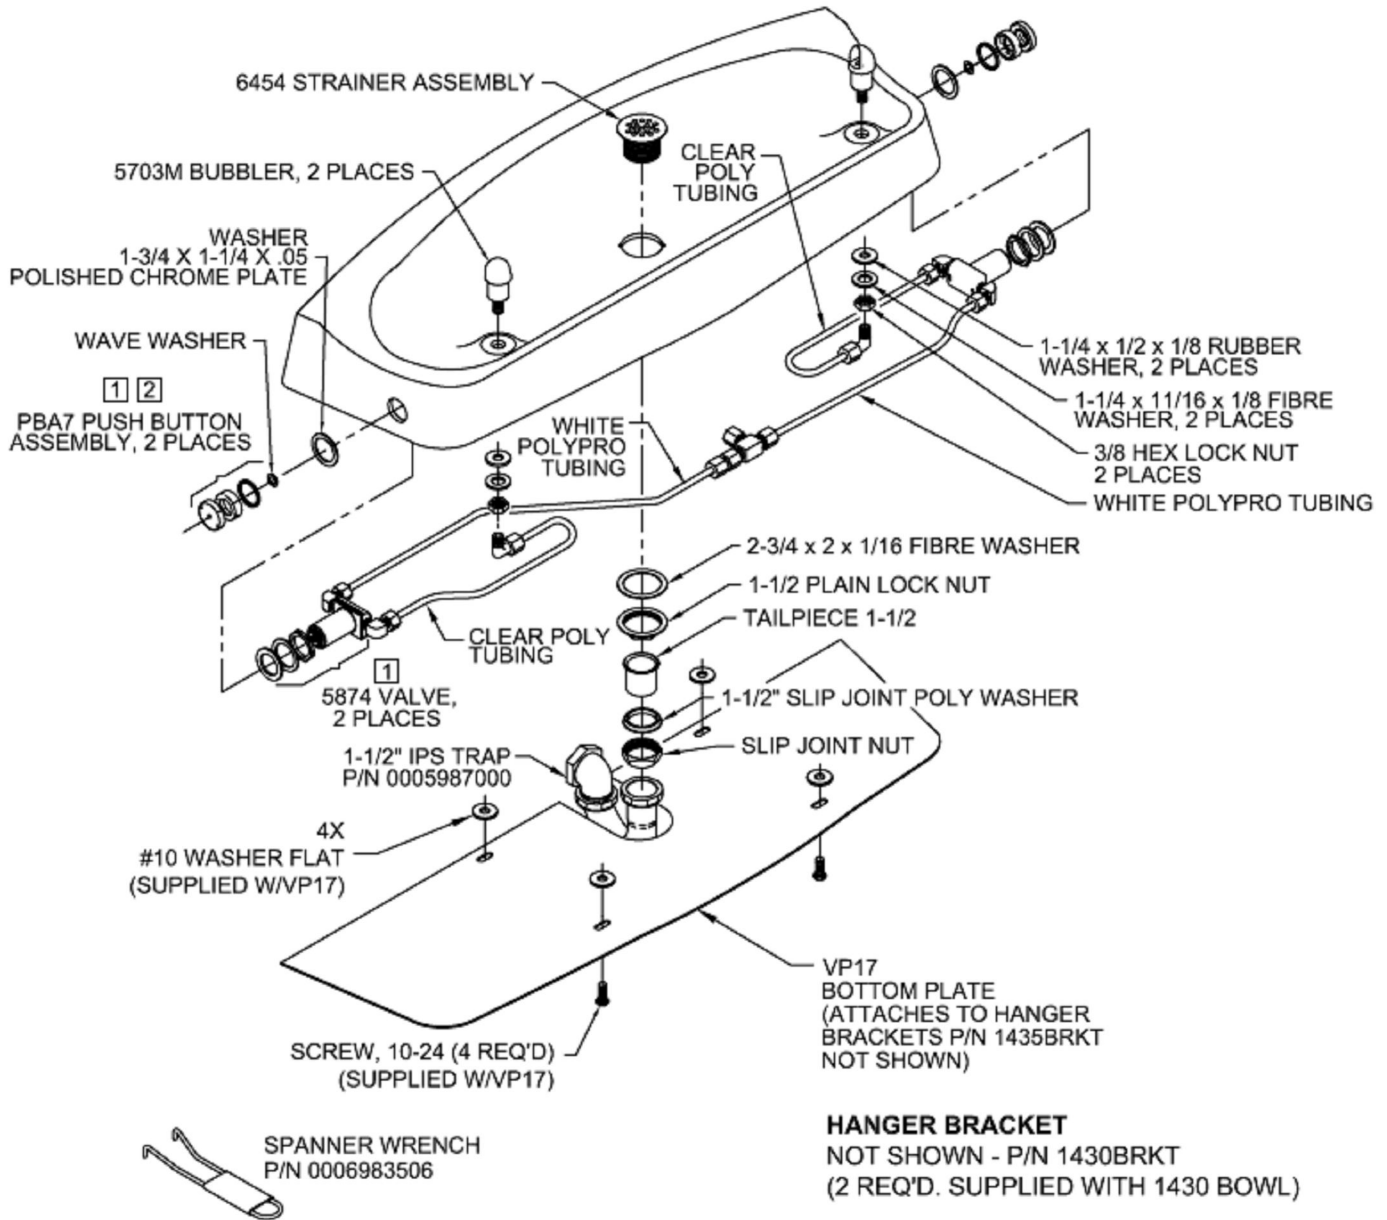 6454 STRAINER ASSEMBLY
5703M BUBBLER, 2 PLACES
CLEAR
POLY
TUBING
WASHER
1-3/4 X 1-1/4 X .05
POLISHED CHROME PLATE
WAVE WASHER
1 2
PBA7 PUSH BUTTON
ASSEMBLY, 2 PLACES
1-1/4 x 1/2 x 1/8 RUBBER
WASHER, 2 PLACES
1-1/4 x 11/16 x 1/8 FIBRE
WASHER, 2 PLACES
3/8 HEX LOCK NUT
2 PLACES
WHITE POLYPRO TUBING
WHITE
POLYPRO
TUBING
2-3/4 x 2 x 1/16 FIBRE WASHER
1-1/2 PLAIN LOCK NUT
TAILPIECE 1-1/2
CLEAR POLY
TUBING
1
5874 VALVE,
2 PLACES
1-1/2" SLIP JOINT POLY WASHER
SLIP JOINT NUT
1-1/2" IPS TRAP
P/N 0005987000
4X
#10 WASHER FLAT
(SUPPLIED W/VP17)
VP17
BOTTOM PLATE
(ATTACHES TO HANGER
BRACKETS P/N 1435BRKT
NOT SHOWN)
SCREW, 10-24 (4 REQ'D)
(SUPPLIED W/VP17)
SPANNER WRENCH
P/N 0006983506
HANGER BRACKET
NOT SHOWN - P/N 1430BRKT
(2 REQ'D. SUPPLIED WITH 1430 BOWL)